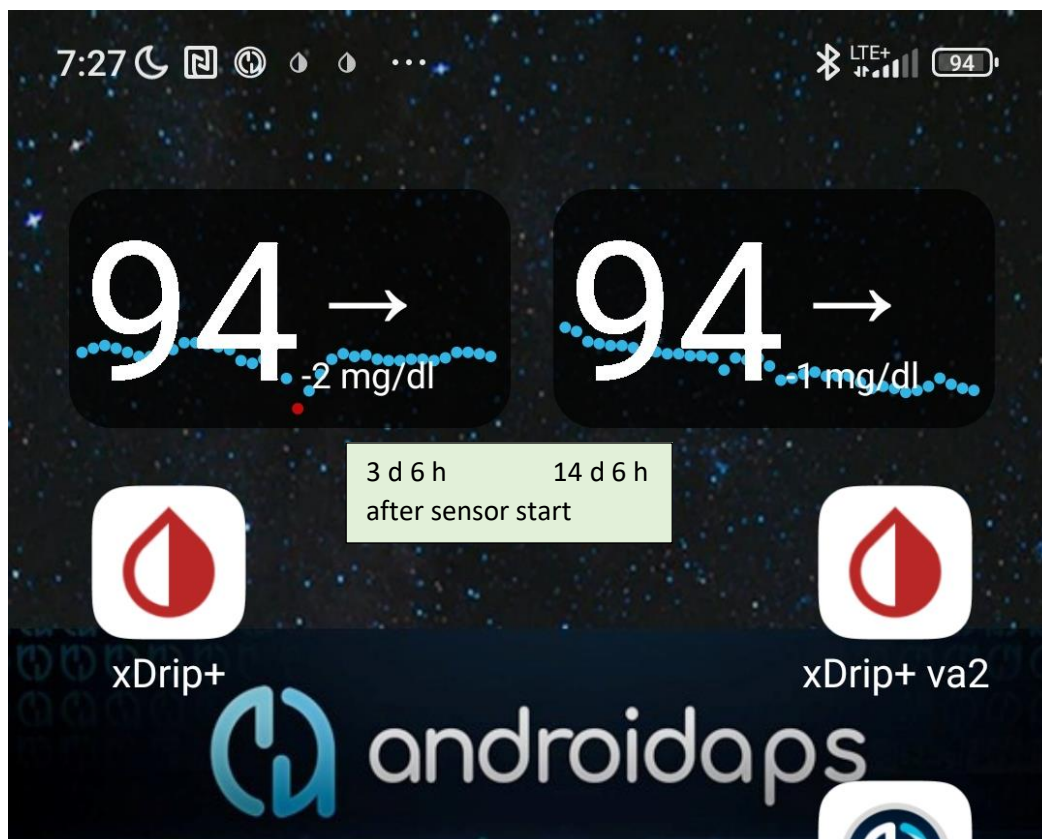 7:27 LTE+ 94
94 → 94 →
-2 mg/dl -1 mg/dl
3 d 6 h 14 d 6 h
after sensor start
xDrip+ xDrip+ va2
androidaps